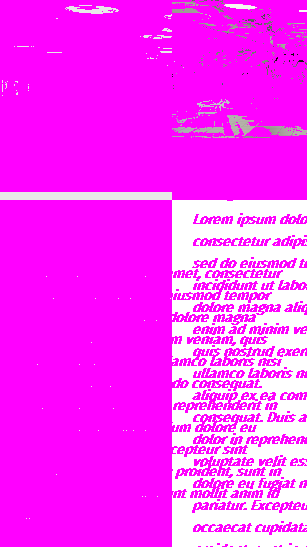 Lorem ipsum dolo
consectetur adipis
sed do eiusmod te
met, consectetur
incididunt ut labo
iusmod tempor
dolore magna aliq
dolore magna
enim ad minim ve
m veniam, quis
quis nostrud exer
amco laboris nisi
ullamco laboris n
do consequat.
aliquip ex ea com
reprehenderit in
consequat. Duis a
um dolore eu
dolor in reprehen
cepteur sint
voluptate velit ess
proident, sunt in
dolore eu fugiat n
nt mollit anim id
pariatur. Excepteu
occaecat cupidata